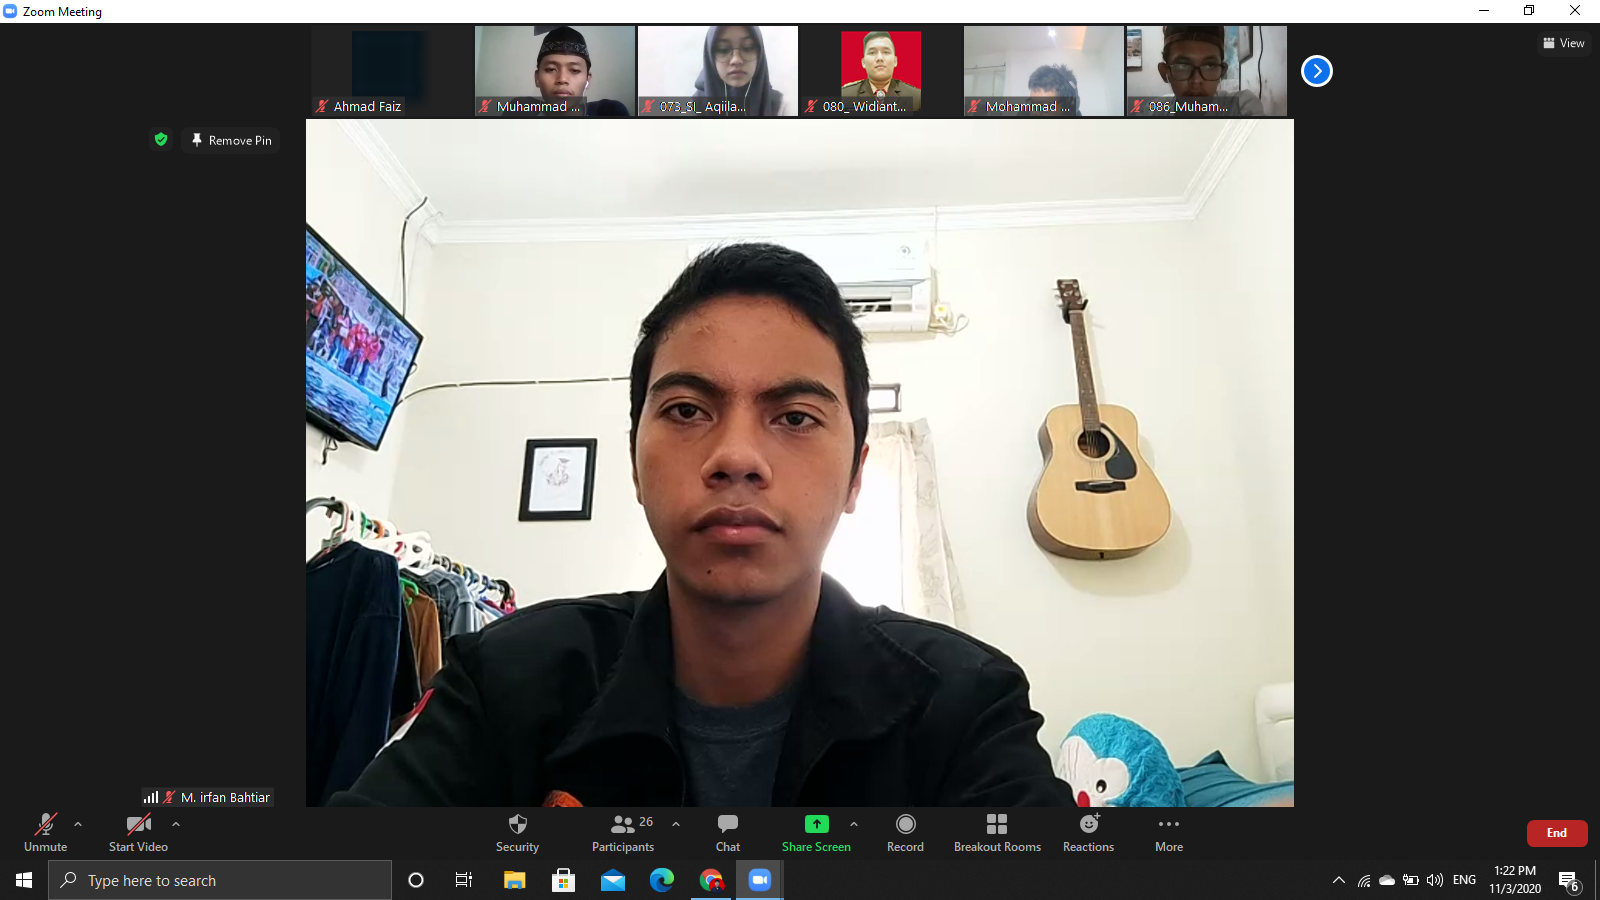 Zoom Meeting
View
Ahmad Faiz
Muhammad ...
073_SI_ Aqiila...
080_ Widiant...
Mohammad ...
086_Muham...
Remove Pin
M. irfan Bahtiar
Unmute
Start Video
Security
Participants
26
Chat
Share Screen
Record
Breakout Rooms
Reactions
More
End
Type here to search
ENG
1:22 PM
11/3/2020
6